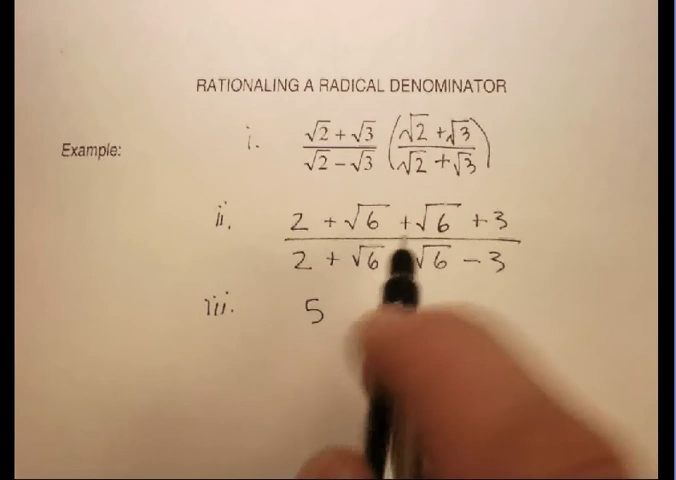 RATIONALING A RADICAL DENOMINATOR
Example:
i. (√2 + √3)/(√2 − √3) ((√2 + √3)/(√2 + √3))
ii. (2 + √6 + √6 + 3)/(2 + √6 √6 − 3)
iii. 5